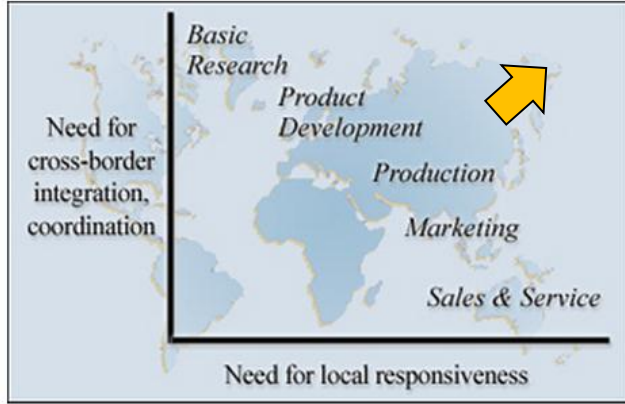 Basic
Research
Product
Development
Need for
cross-border
integration,
coordination
Production
Marketing
Sales & Service
Need for local responsiveness